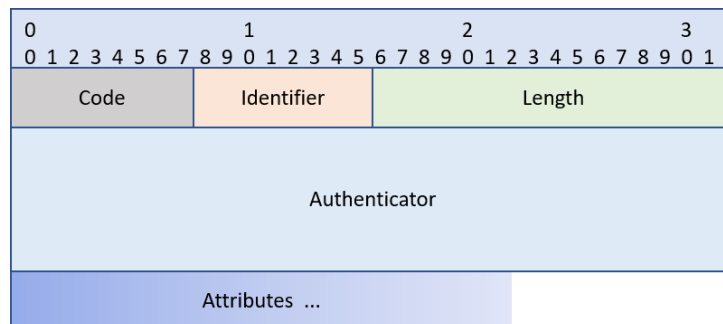 0 1 2 3
0 1 2 3 4 5 6 7 8 9 0 1 2 3 4 5 6 7 8 9 0 1 2 3 4 5 6 7 8 9 0 1
Code Identifier Length
Authenticator
Attributes ...